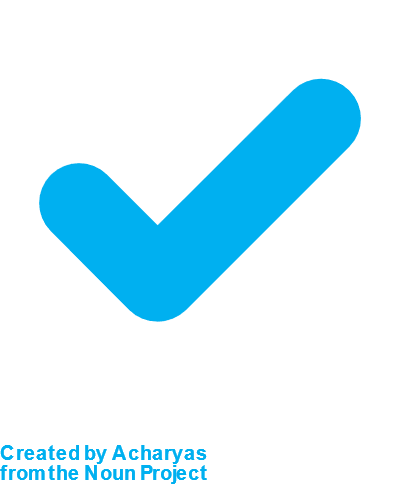 Created by Acharyas
from the Noun Project